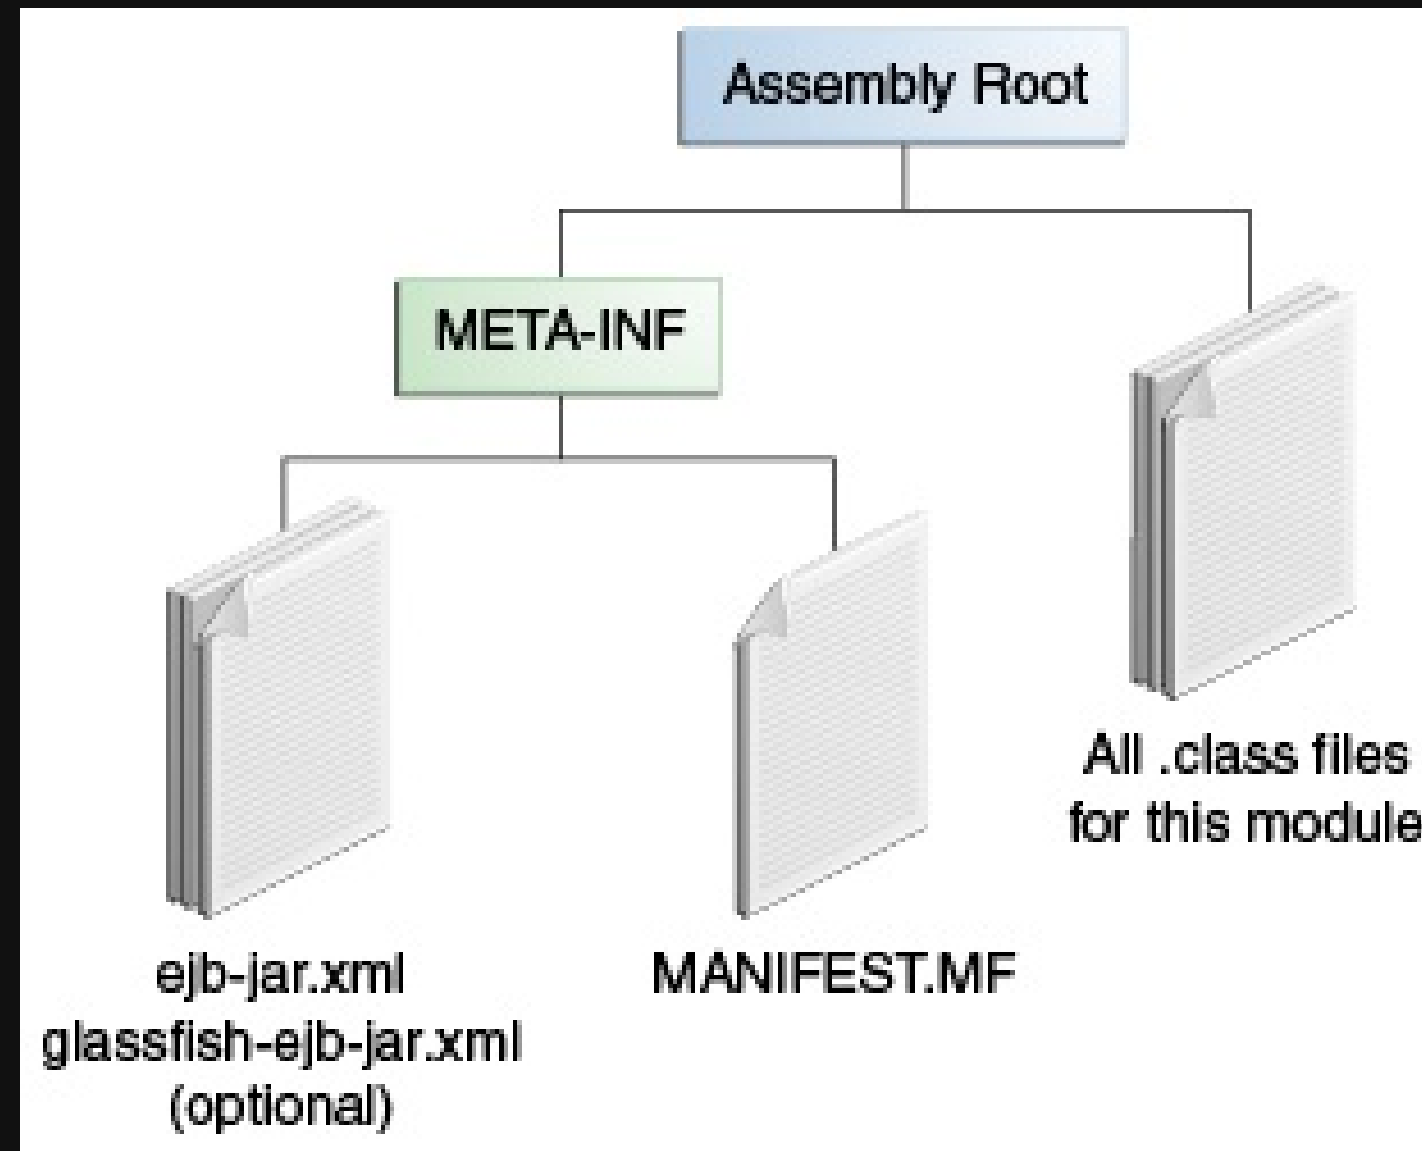 Assembly Root
META-INF
All .class files
for this module
ejb-jar.xml
glassfish-ejb-jar.xml
(optional)
MANIFEST.MF